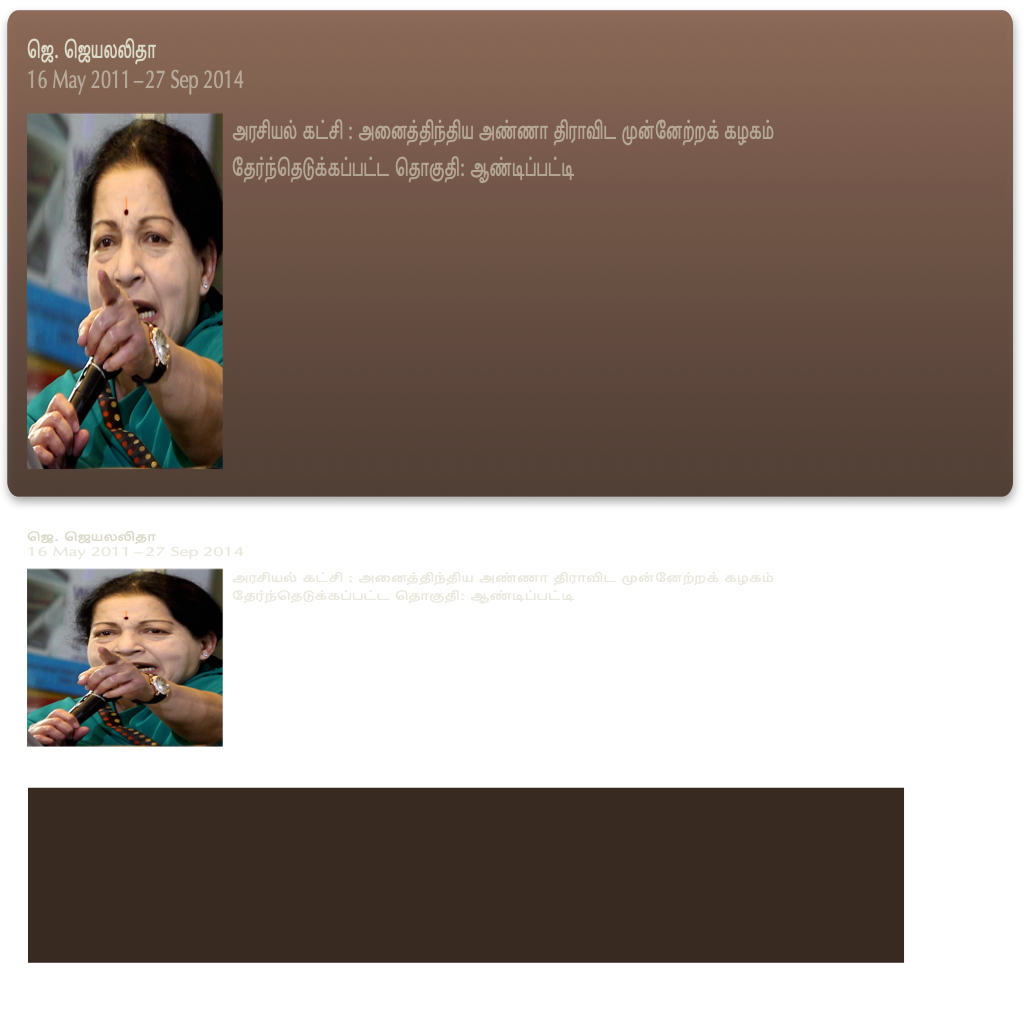 ஜெ. ஜெயலலிதா
16 May 2011–27 Sep 2014
அரசியல் கட்சி : அனைத்திந்திய அண்ணா திராவிட முன்னேற்றக் கழகம்
தேர்ந்தெடுக்கப்பட்ட தொகுதி: ஆண்டிப்பட்டி
ஜெ. ஜெயலலிதா
16 May 2011–27 Sep 2014
அரசியல் கட்சி : அனைத்திந்திய அண்ணா திராவிட முன்னேற்றக் கழகம்
தேர்ந்தெடுக்கப்பட்ட தொகுதி: ஆண்டிப்பட்டி